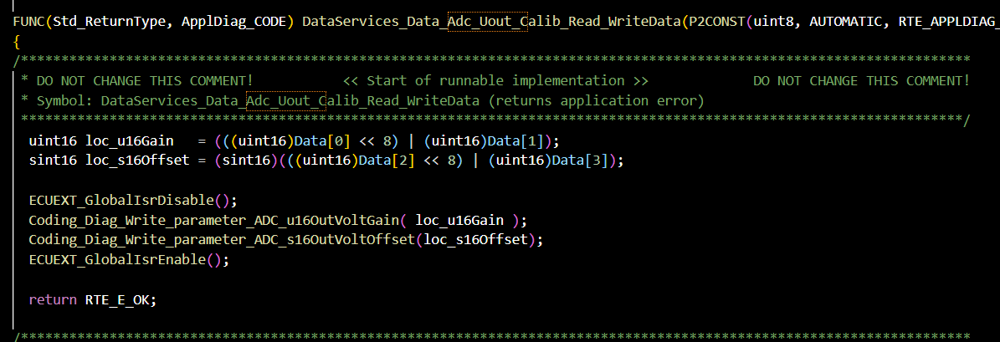 FUNC(Std_ReturnType, ApplDiag_CODE) DataServices_Data_Adc_Uout_Calib_Read_WriteData(P2CONST(uint8, AUTOMATIC, RTE_APPLDIAG_
{
/*********************************************************************************************************************
 * DO NOT CHANGE THIS COMMENT!           << Start of runnable implementation >>             DO NOT CHANGE THIS COMMENT!
 * Symbol: DataServices_Data_Adc_Uout_Calib_Read_WriteData (returns application error)
 *********************************************************************************************************************/
  uint16 loc_u16Gain   = (((uint16)Data[0] << 8) | (uint16)Data[1]);
  sint16 loc_s16Offset = (sint16)(((uint16)Data[2] << 8) | (uint16)Data[3]);
  ECUEXT_GlobalIsrDisable();
  Coding_Diag_Write_parameter_ADC_u16OutVoltGain( loc_u16Gain );
  Coding_Diag_Write_parameter_ADC_s16OutVoltOffset(loc_s16Offset);
  ECUEXT_GlobalIsrEnable();
  return RTE_E_OK;
/*********************************************************************************************************************